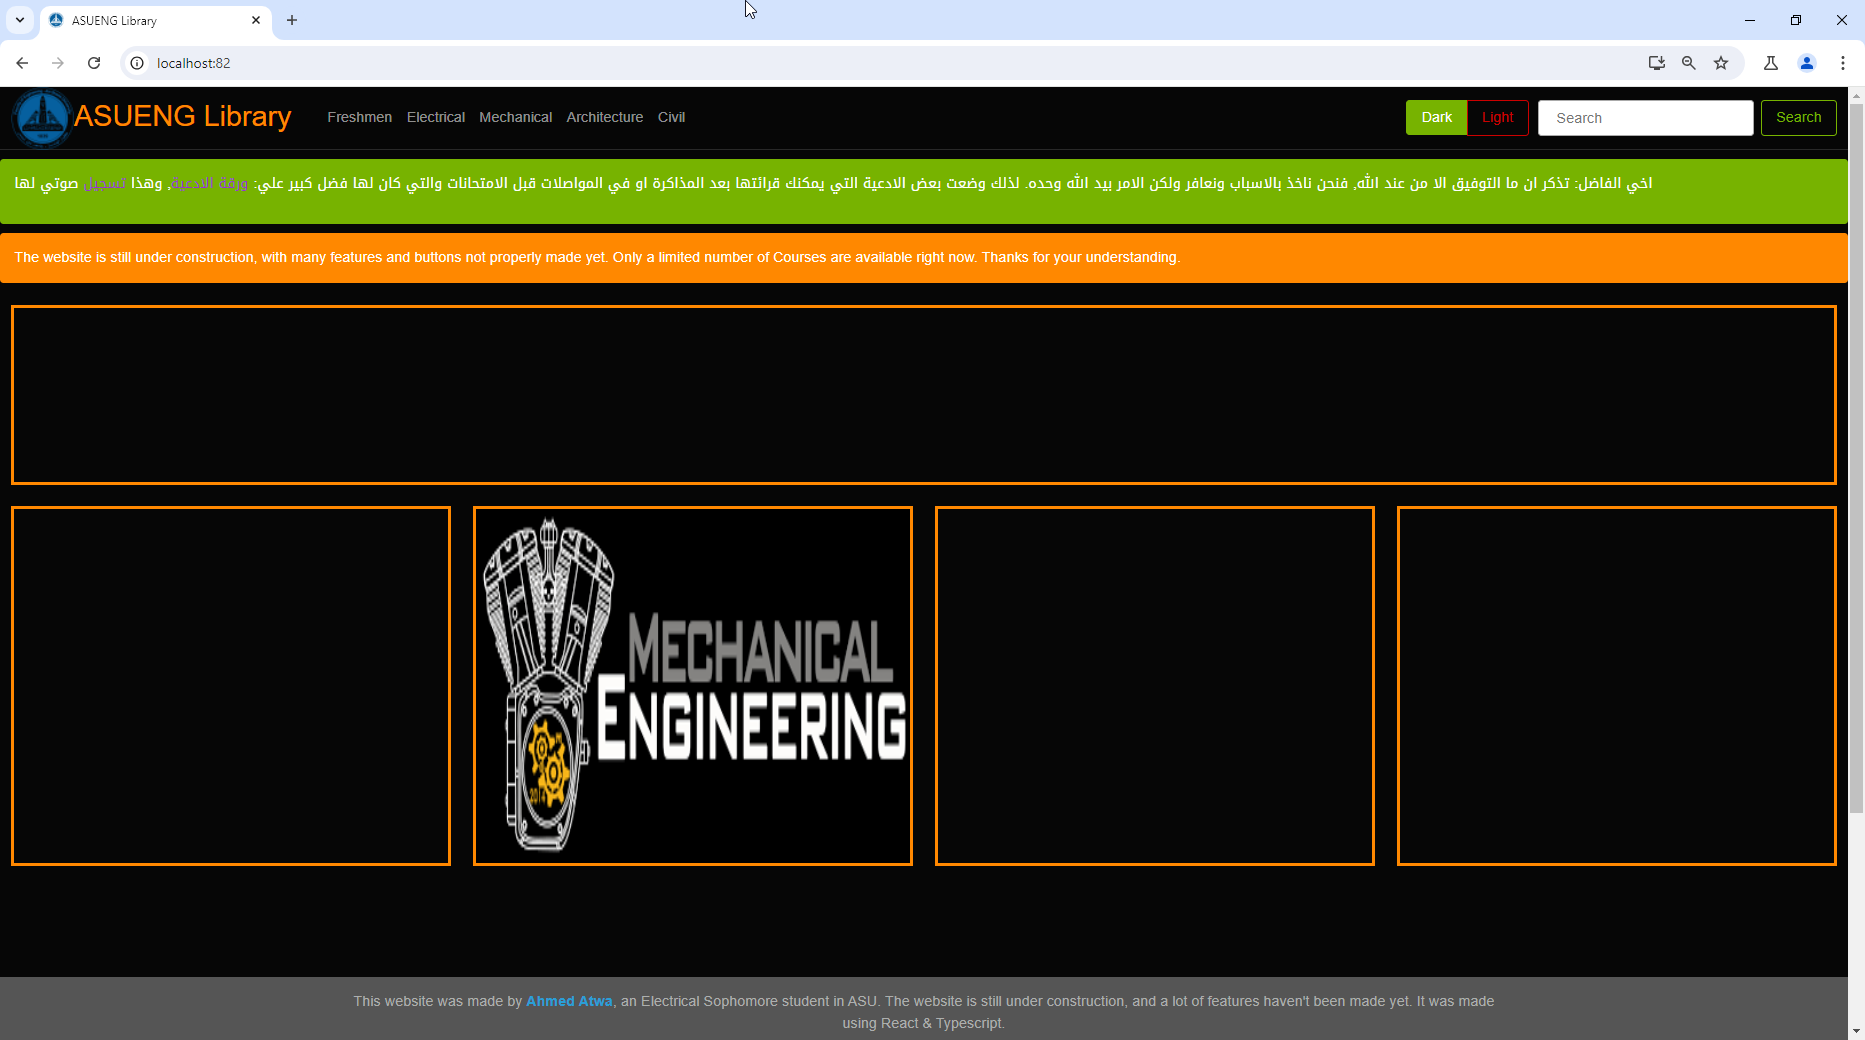 ASUENG Library
localhost:82
ASUENG Library
Freshmen Electrical Mechanical Architecture Civil
Dark Light Search Search
اخي الفاضل: تذكر ان ما التوفيق الا من عند الله, فنحن ناخذ بالاسباب ونعافر ولكن الامر بيد الله وحده. لذلك وضعت بعض الادعية التي يمكنك قرائتها بعد المذاكرة او في المواصلات قبل الامتحانات والتي كان لها فضل كبير علي: ورقة الادعية, وهذا تسجيل صوتي لها
The website is still under construction, with many features and buttons not properly made yet. Only a limited number of Courses are available right now. Thanks for your understanding.
MECHANICAL
ENGINEERING
2014
This website was made by Ahmed Atwa, an Electrical Sophomore student in ASU. The website is still under construction, and a lot of features haven't been made yet. It was made
using React & Typescript.